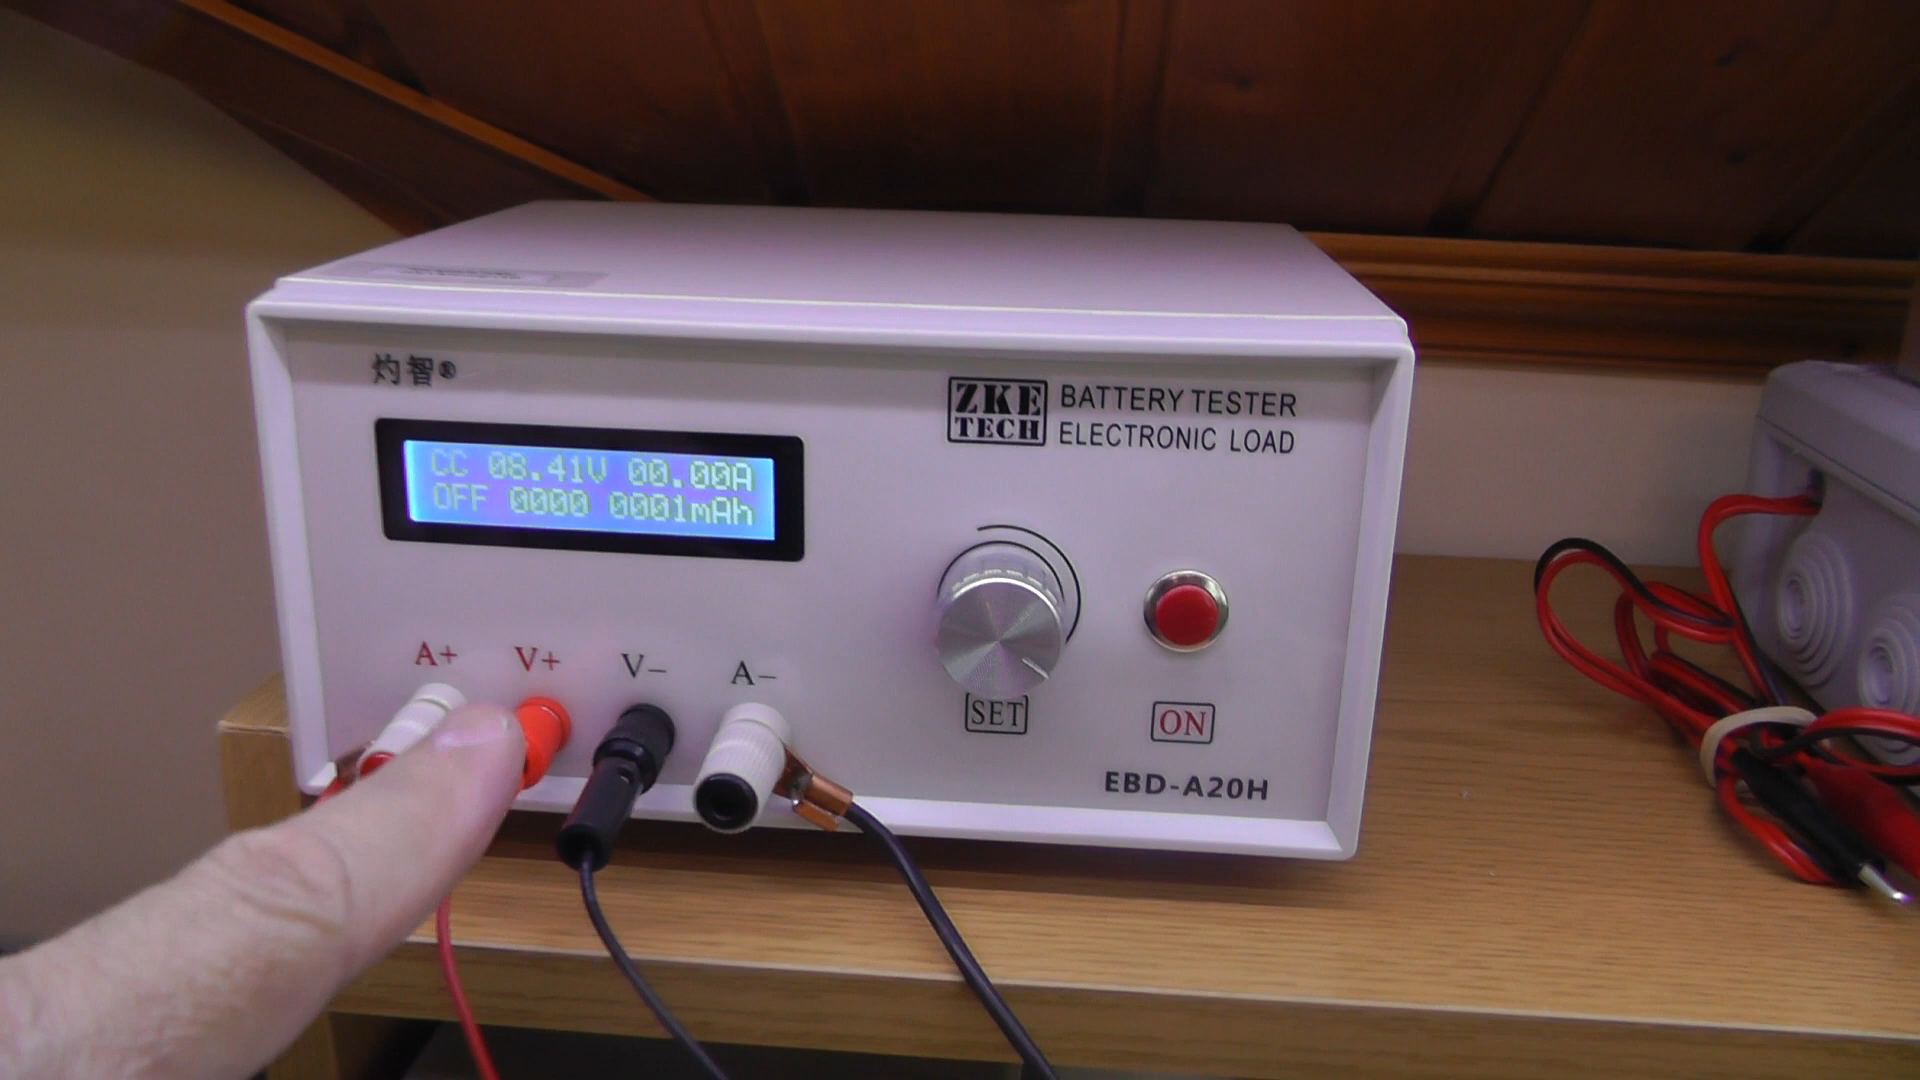 灼智®
ZKE
TECH
BATTERY TESTER
ELECTRONIC LOAD
CC 08.41V 00.00A
OFF 0000 0001mAh
A+ V+ V− A−
SET
ON
EBD-A20H